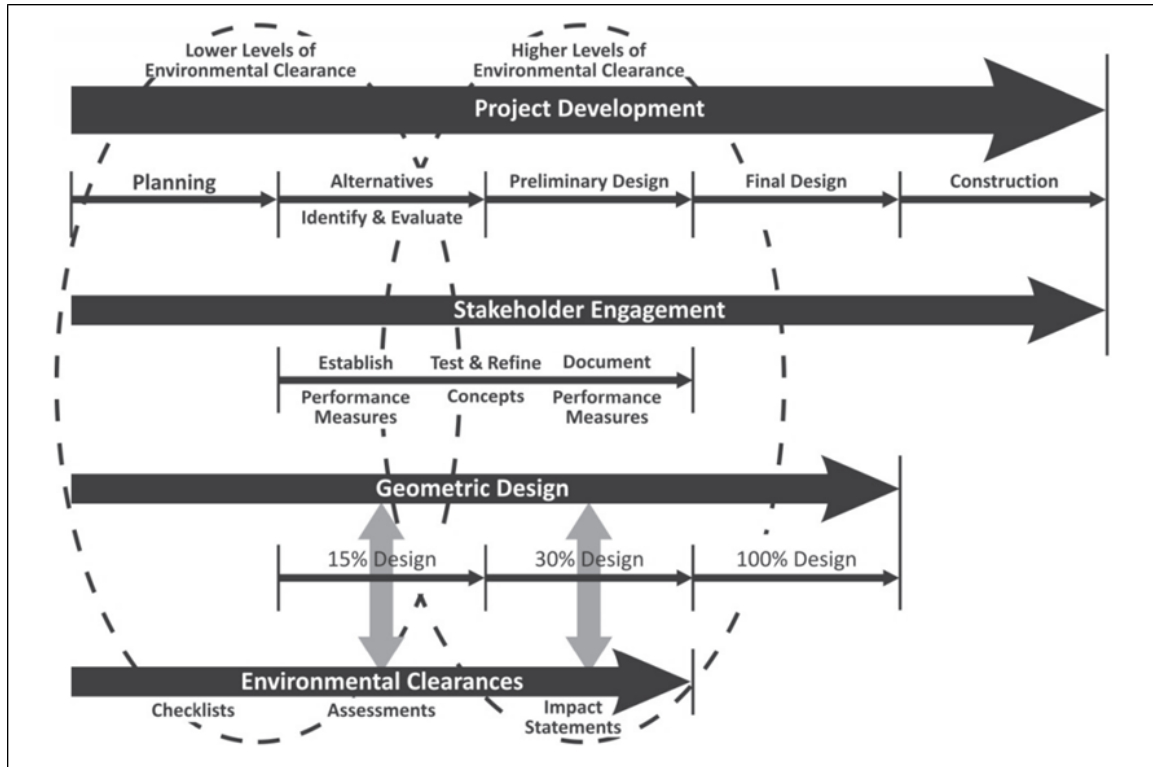 Lower Levels of
Environmental Clearance
Higher Levels of
Environmental Clearance
Project Development
Planning
Alternatives
Identify & Evaluate
Preliminary Design
Final Design
Construction
Stakeholder Engagement
Establish
Performance
Measures
Test & Refine
Concepts
Document
Performance
Measures
Geometric Design
15% Design
30% Design
100% Design
Environmental Clearances
Checklists
Assessments
Impact
Statements